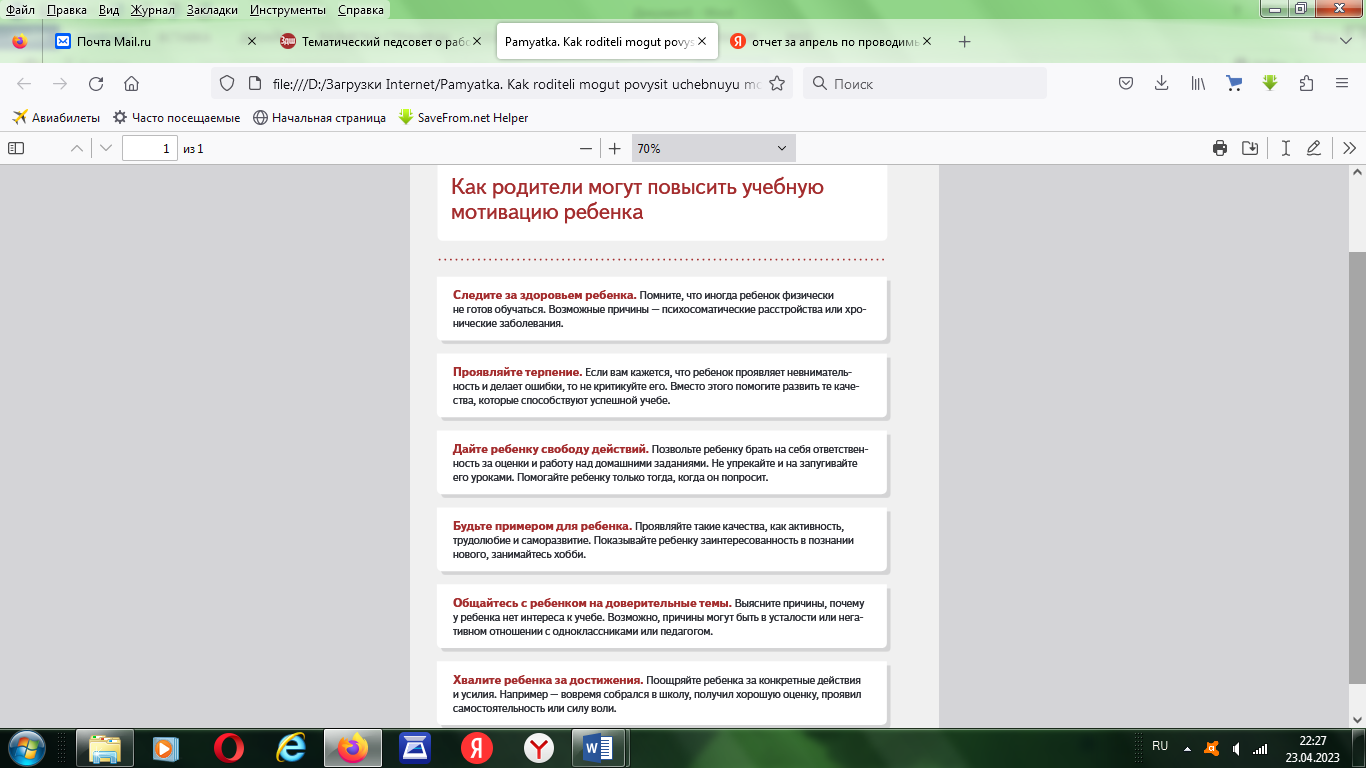 Файл Правка Вид Журнал Закладки Инструменты Справка
Почта Mail.ru
Тематический педсовет о рабо
Pamyatka. Kak roditeli mogut povys
отчет за апрель по проводимы
file:///D:/Загрузки Internet/Pamyatka. Kak roditeli mogut povysit uchebnuyu mo
Поиск
Авиабилеты Часто посещаемые Начальная страница SaveFrom.net Helper
1 из 1
70%
Как родители могут повысить учебную
мотивацию ребенка
Следите за здоровьем ребенка. Помните, что иногда ребенок физически
не готов обучаться. Возможные причины — психосоматические расстройства или хро-
нические заболевания.
Проявляйте терпение. Если вам кажется, что ребенок проявляет невниматель-
ность и делает ошибки, то не критикуйте его. Вместо этого помогите развить те каче-
ства, которые способствуют успешной учебе.
Дайте ребенку свободу действий. Позвольте ребенку брать на себя ответствен-
ность за оценки и работу над домашними заданиями. Не упрекайте и на запугивайте
его уроками. Помогайте ребенку только тогда, когда он попросит.
Будьте примером для ребенка. Проявляйте такие качества, как активность,
трудолюбие и саморазвитие. Показывайте ребенку заинтересованность в познании
нового, занимайтесь хобби.
Общайтесь с ребенком на доверительные темы. Выясните причины, почему
у ребенка нет интереса к учебе. Возможно, причины могут быть в усталости или нега-
тивном отношении с одноклассниками или педагогом.
Хвалите ребенка за достижения. Поощряйте ребенка за конкретные действия
и усилия. Например — вовремя собрался в школу, получил хорошую оценку, проявил
самостоятельность или силу воли.
RU
22:27
23.04.2023